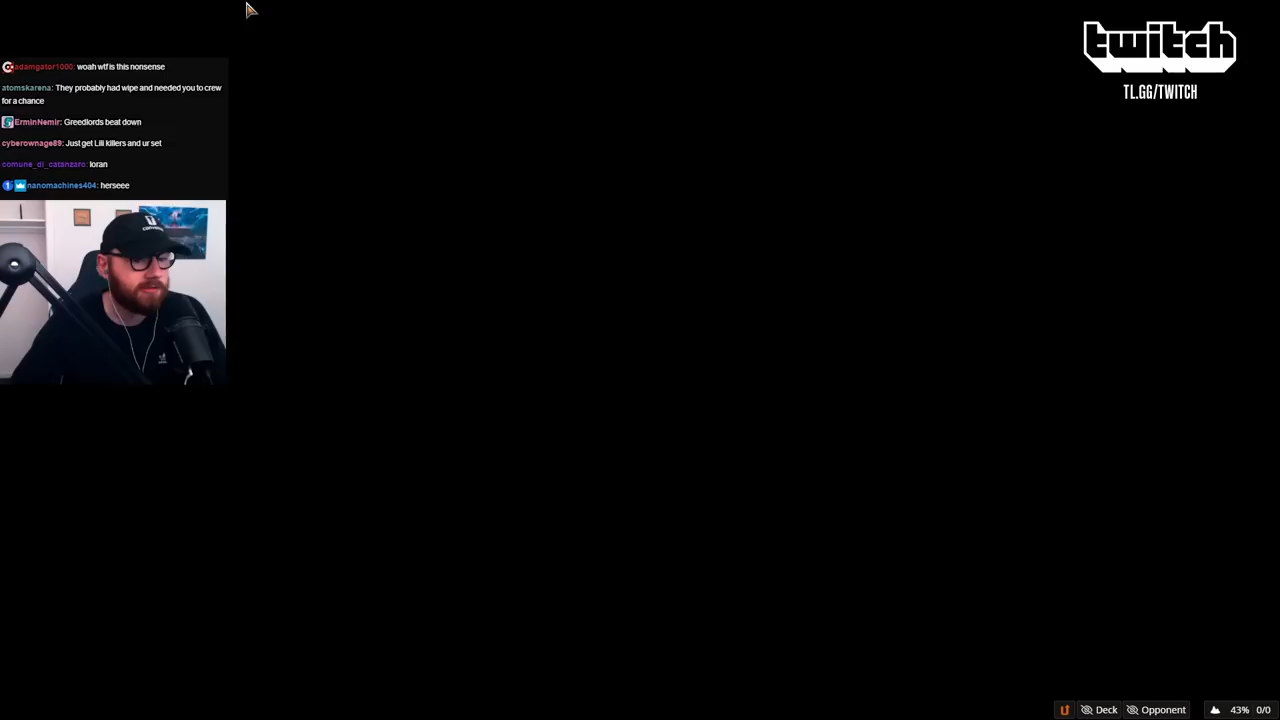 twitch
TL.GG/TWITCH
adamgator1000: woah wtf is this nonsense
atomskarena: They probably had wipe and needed you to crew
for a chance
ErminNemir: Greedlords beat down
cyberownage89: Just get Lili killers and ur set
comune_di_catanzaro: loran
1 nanomachines404: herseee
Deck Opponent 43% 0/0